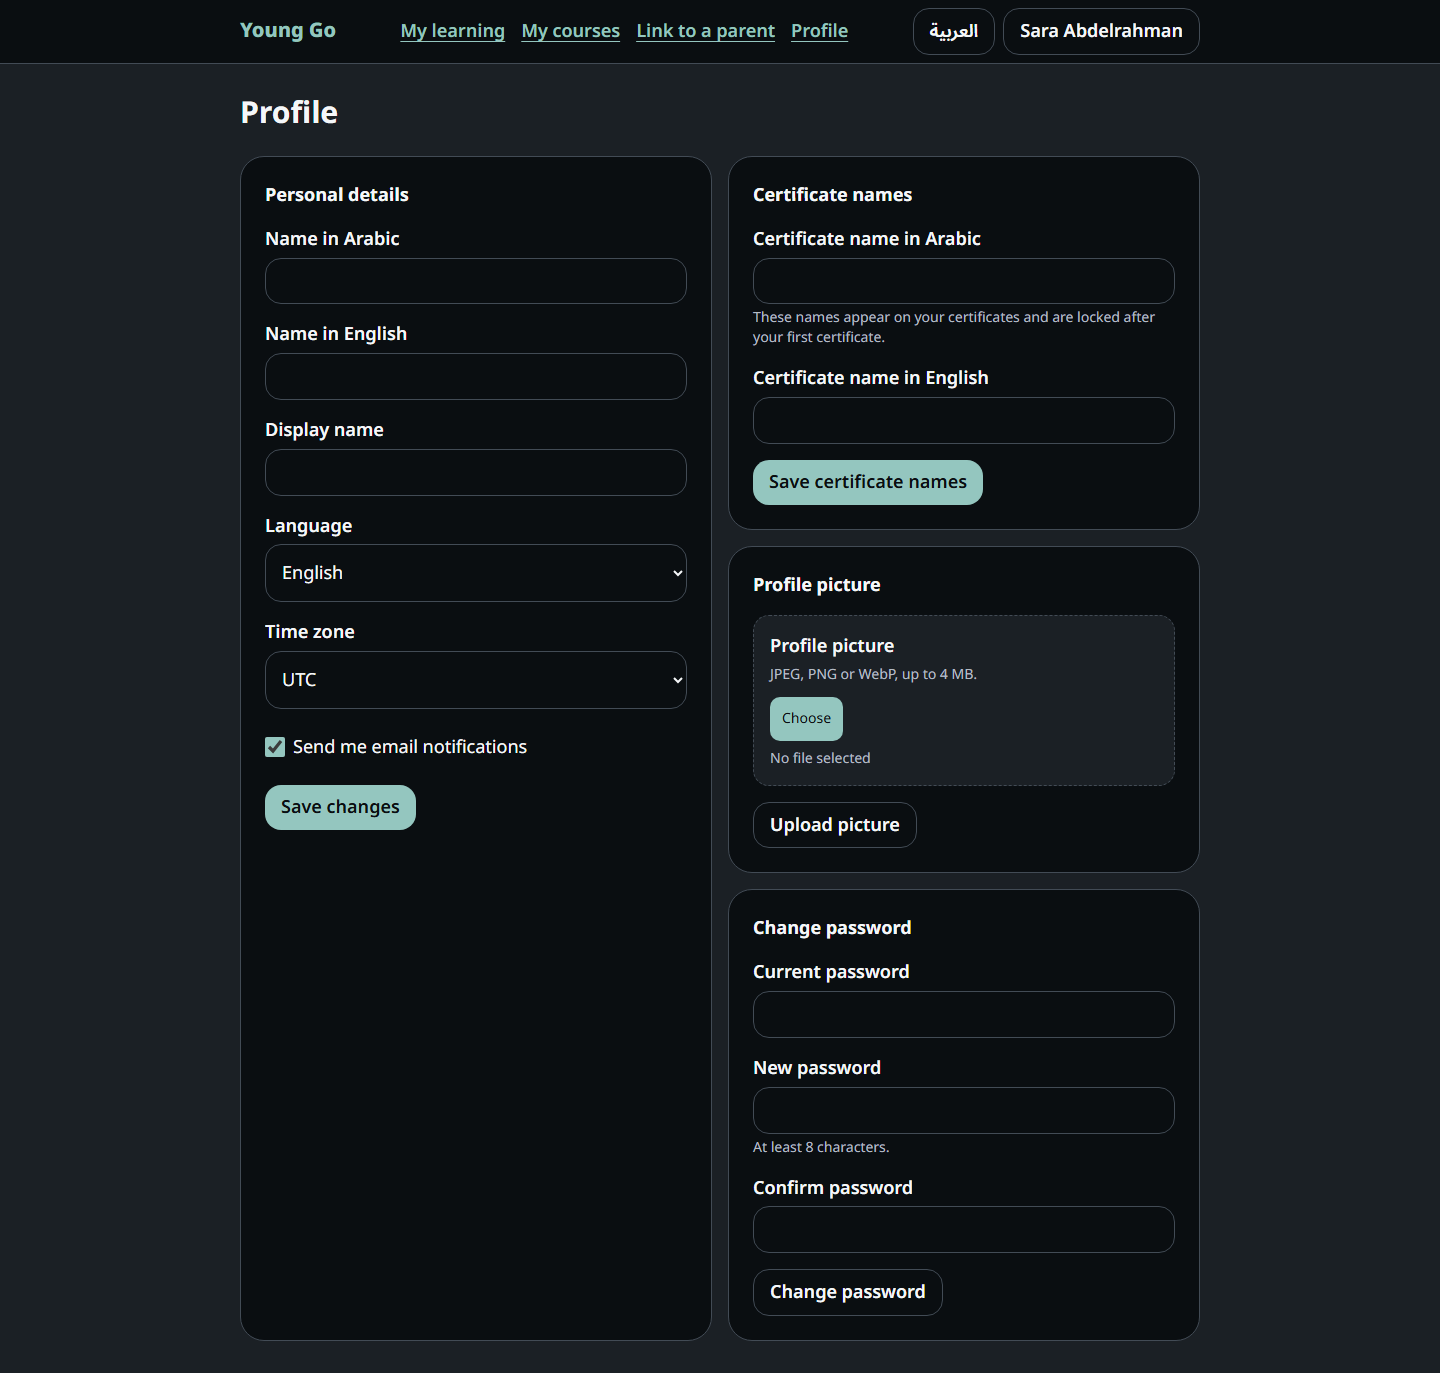 Young Go
My learning My courses Link to a parent Profile
العربية
Sara Abdelrahman
Profile
Personal details
Name in Arabic
Name in English
Display name
Language
English
Time zone
UTC
Send me email notifications
Save changes
Certificate names
Certificate name in Arabic
These names appear on your certificates and are locked after
your first certificate.
Certificate name in English
Save certificate names
Profile picture
Profile picture
JPEG, PNG or WebP, up to 4 MB.
Choose
No file selected
Upload picture
Change password
Current password
New password
At least 8 characters.
Confirm password
Change password